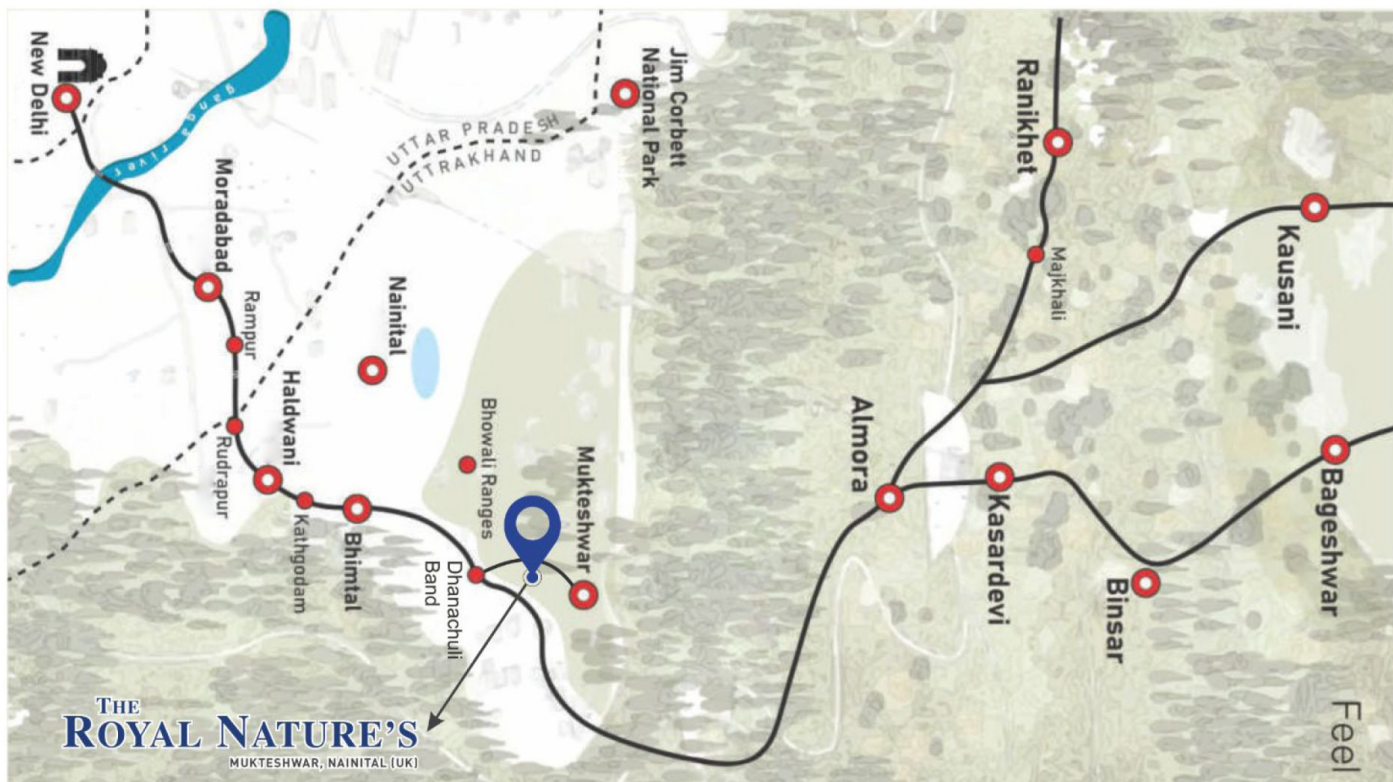 New Delhi
ganga river
Moradabad
Rampur
Rudrapur
Haldwani
Kathgodam
Bhimtal
Nainital
Bhowali Ranges
Dhanachuli
Band
Mukteshwar
UTTAR PRADESH
UTTRAKHAND
Jim Corbett
National Park
Ranikhet
Majkhali
Kausani
Almora
Kasardevi
Binsar
Bageshwar
Feel
THE
ROYAL NATURE'S
MUKTESHWAR, NAINITAL (UK)